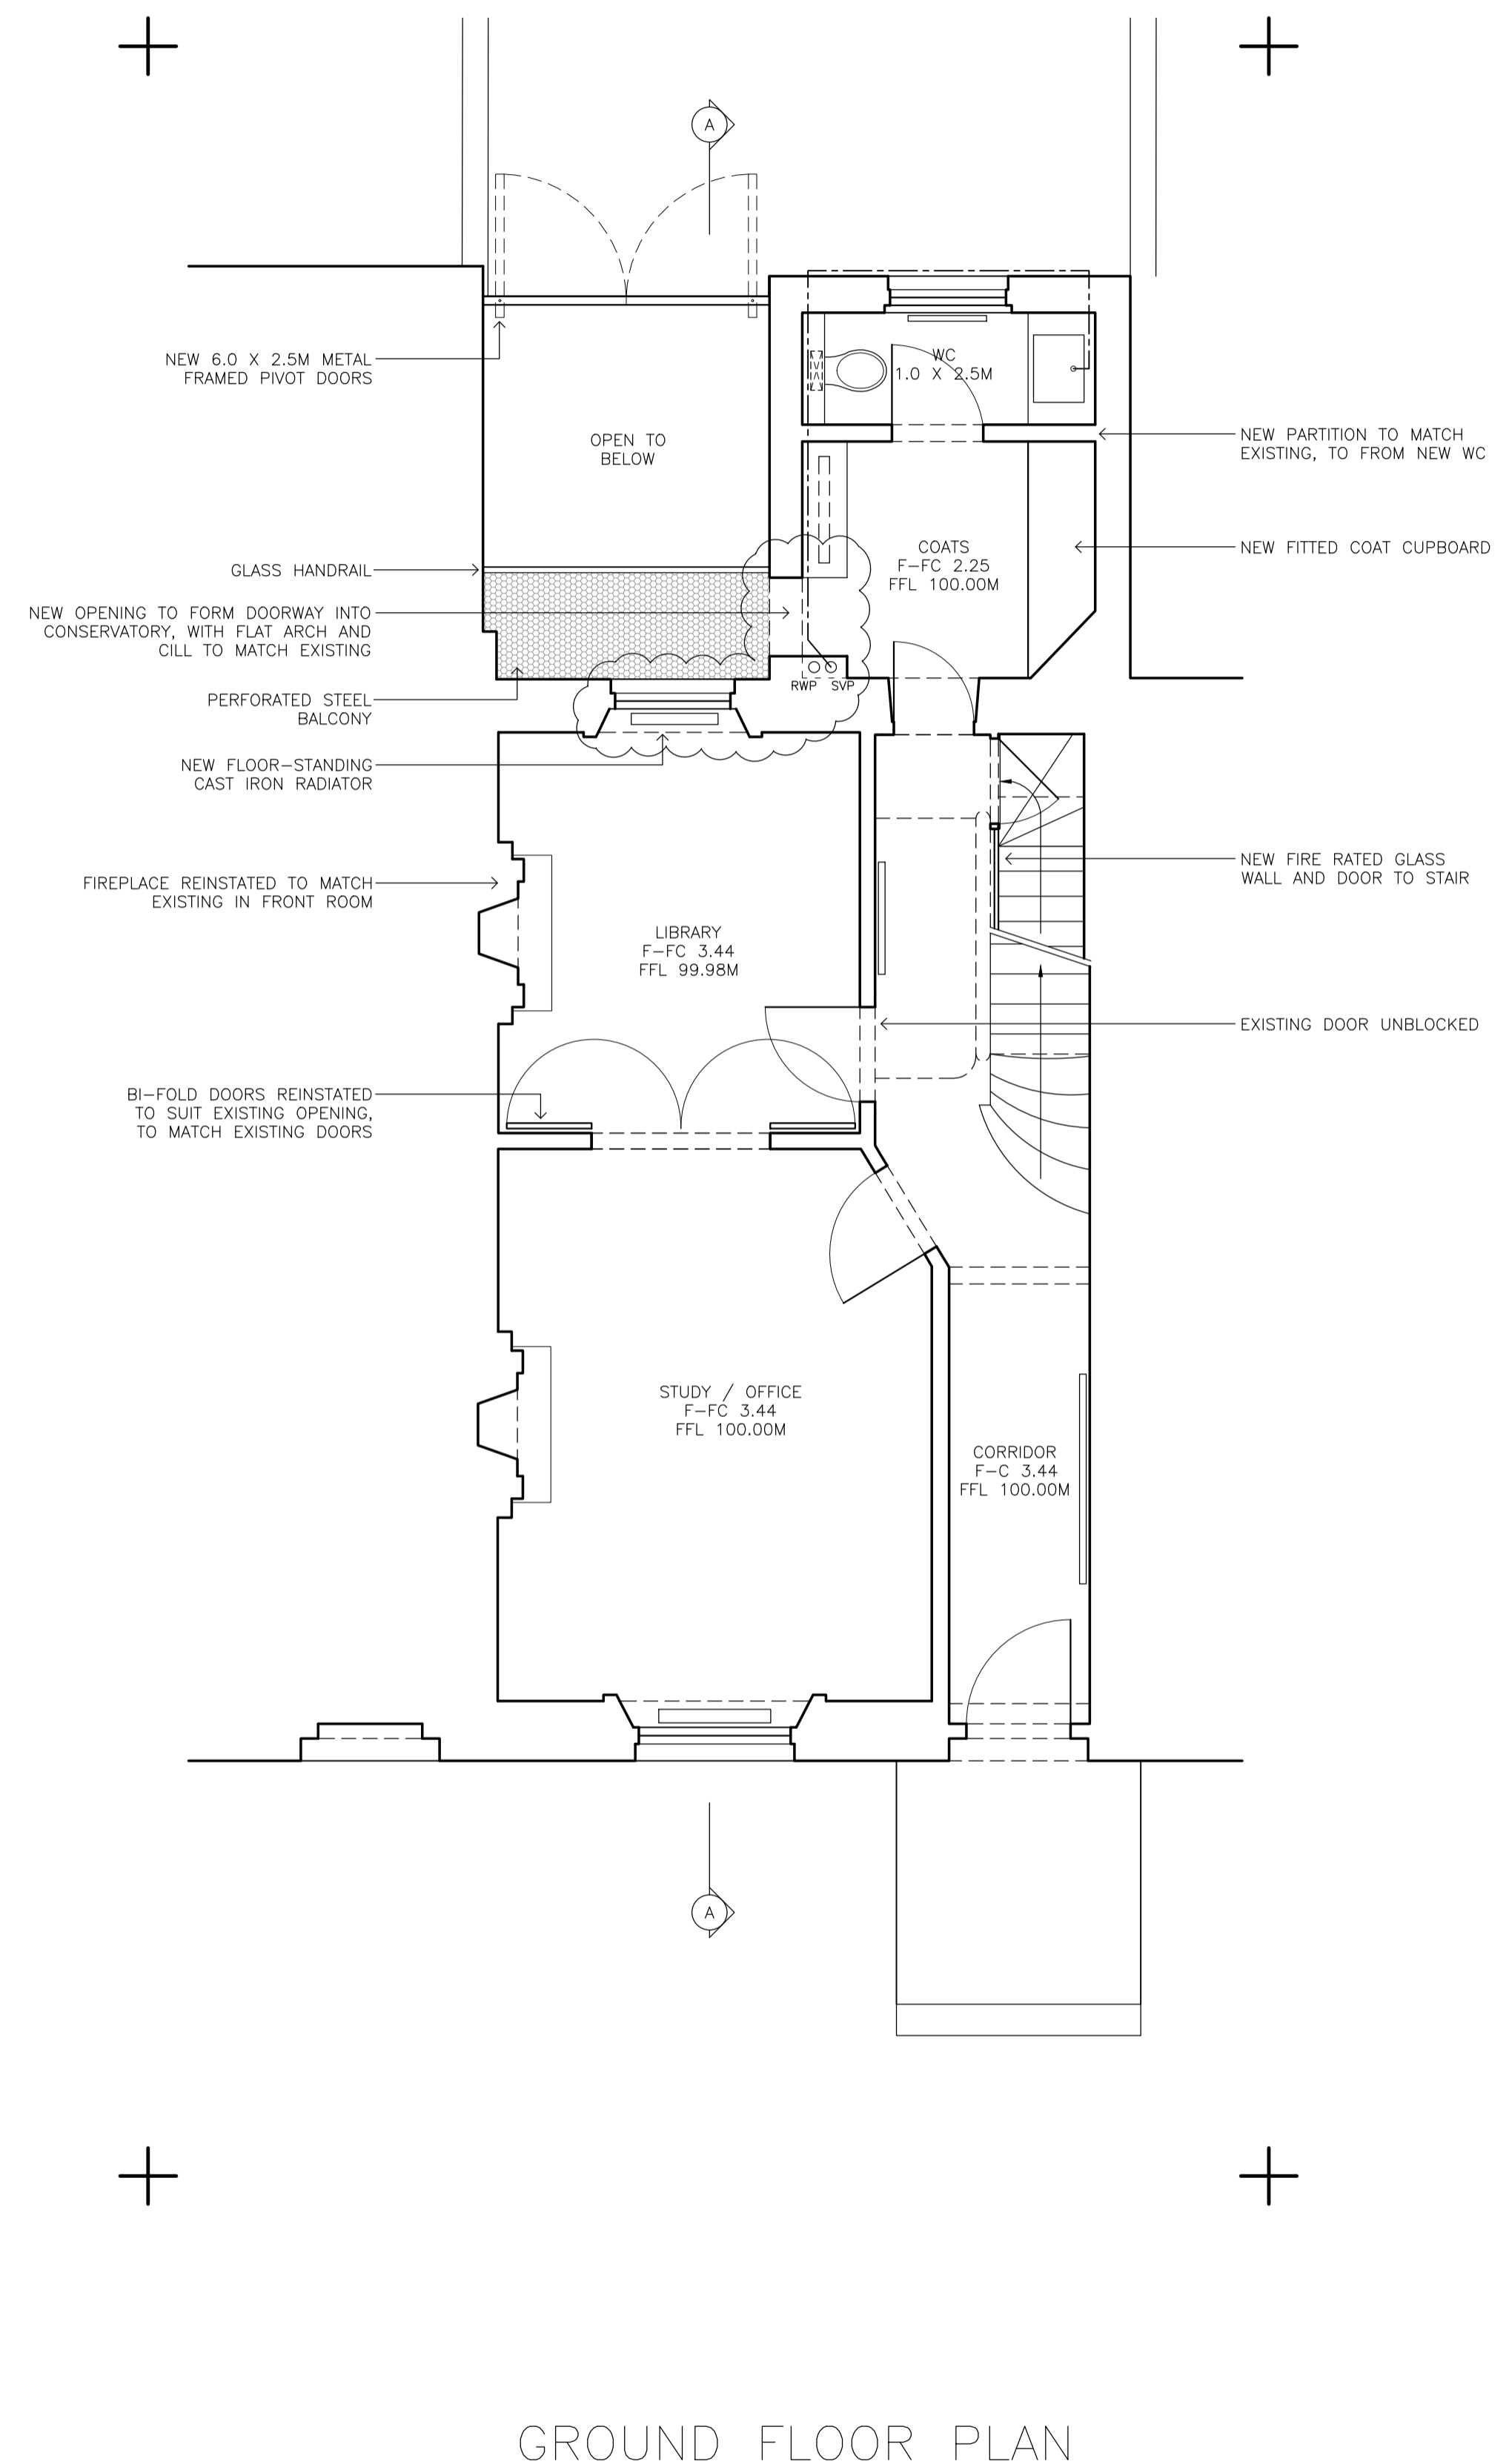 A
NEW 6.0 X 2.5M METAL
FRAMED PIVOT DOORS
WC
1.0 X 2.5M
OPEN TO
BELOW
NEW PARTITION TO MATCH
EXISTING, TO FROM NEW WC
GLASS HANDRAIL
COATS
F-FC 2.25
FFL 100.00M
NEW FITTED COAT CUPBOARD
NEW OPENING TO FORM DOORWAY INTO
CONSERVATORY, WITH FLAT ARCH AND
CILL TO MATCH EXISTING
RWP SVP
PERFORATED STEEL
BALCONY
NEW FLOOR-STANDING
CAST IRON RADIATOR
NEW FIRE RATED GLASS
WALL AND DOOR TO STAIR
FIREPLACE REINSTATED TO MATCH
EXISTING IN FRONT ROOM
LIBRARY
F-FC 3.44
FFL 99.98M
EXISTING DOOR UNBLOCKED
BI-FOLD DOORS REINSTATED
TO SUIT EXISTING OPENING,
TO MATCH EXISTING DOORS
STUDY / OFFICE
F-FC 3.44
FFL 100.00M
CORRIDOR
F-C 3.44
FFL 100.00M
A
GROUND FLOOR PLAN